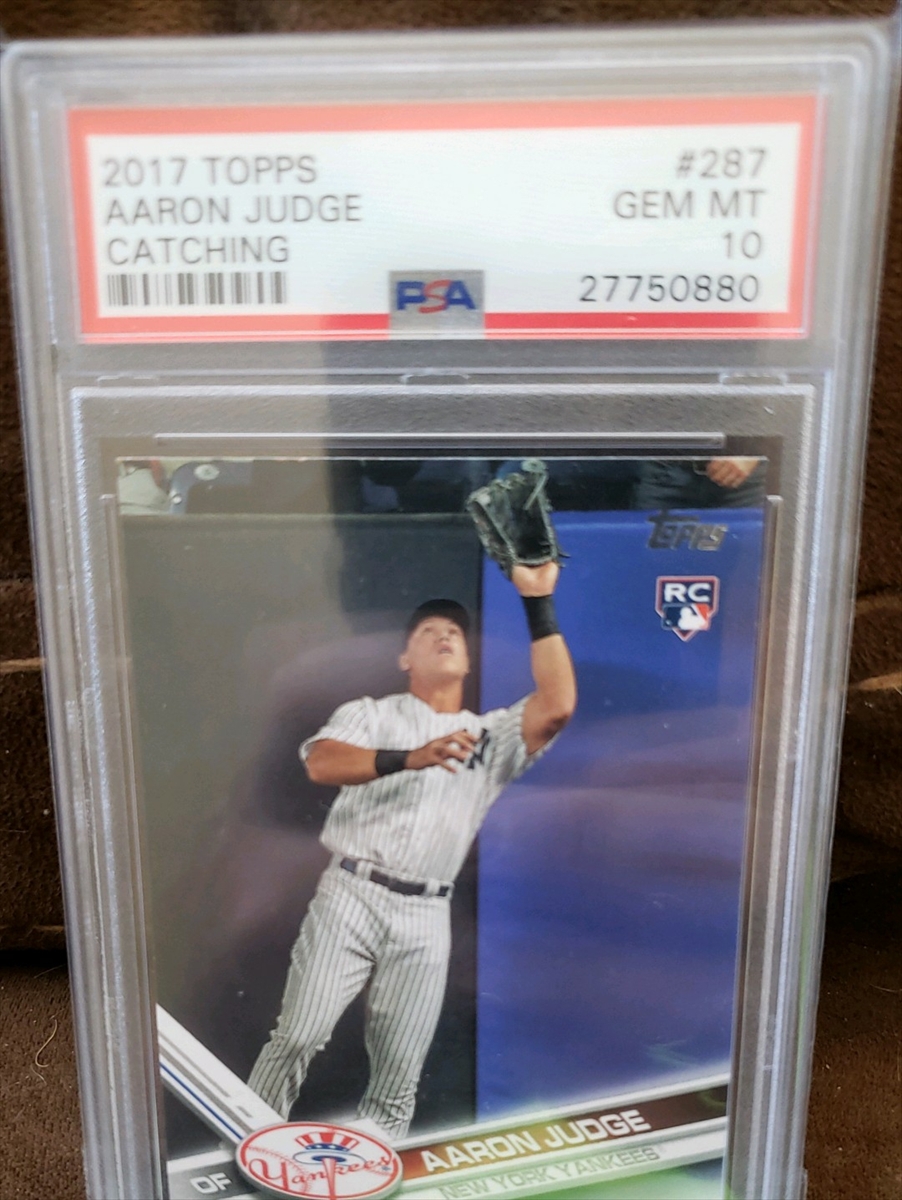 2017 TOPPS #287
AARON JUDGE GEM MT
CATCHING 10
PSA 27750880
Topps
RC
NY
OF Yankees AARON JUDGE
NEW YORK YANKEES